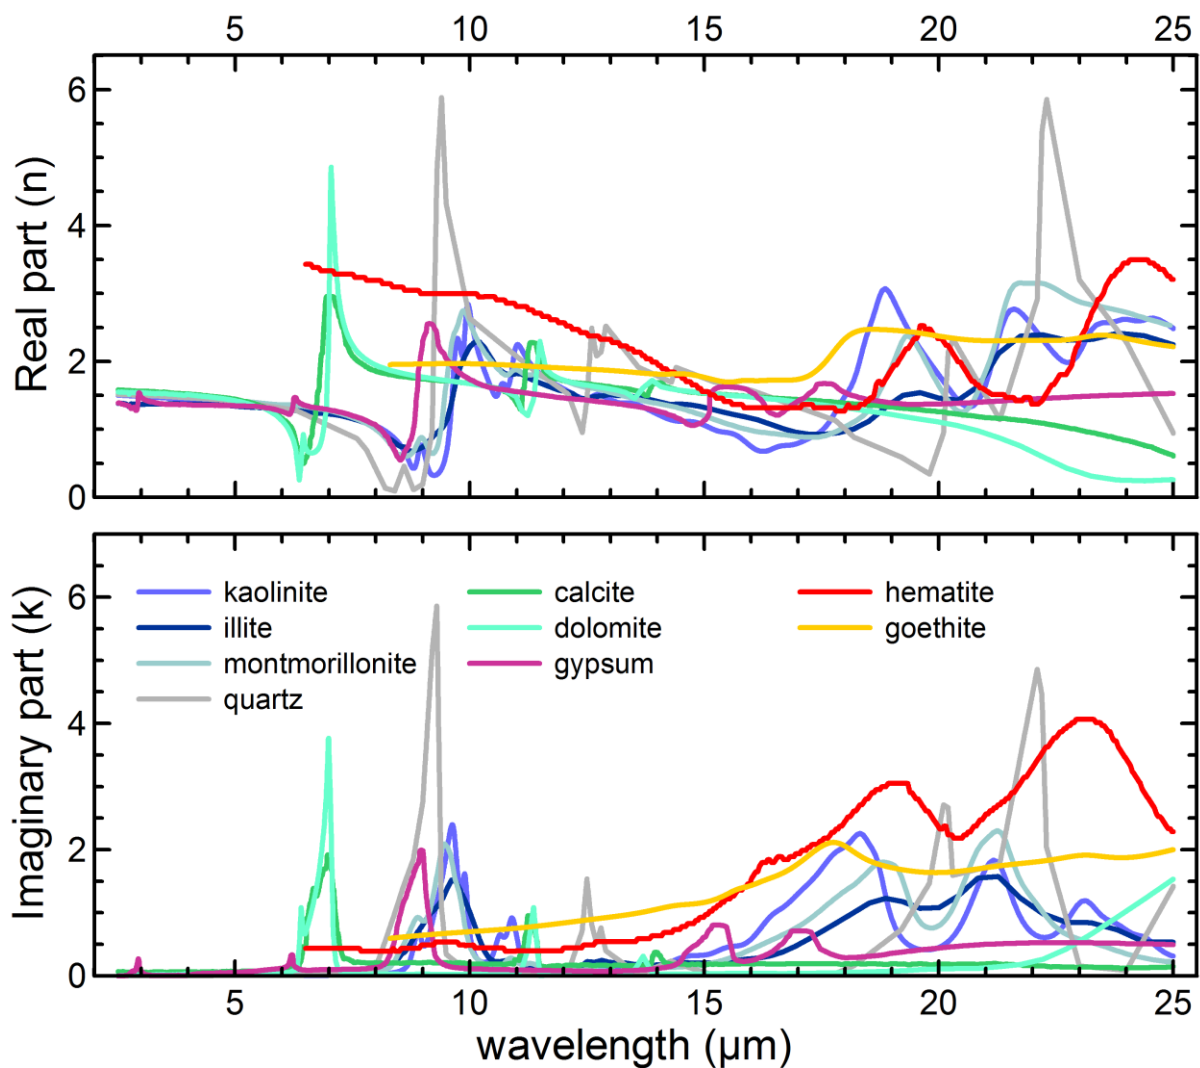 5 10 15 20 25
6
4
2
0
Real part (n)
6
4
2
0
Imaginary part (k)
kaolinite calcite hematite
illite dolomite goethite
montmorillonite gypsum
quartz
5 10 15 20 25
wavelength (µm)